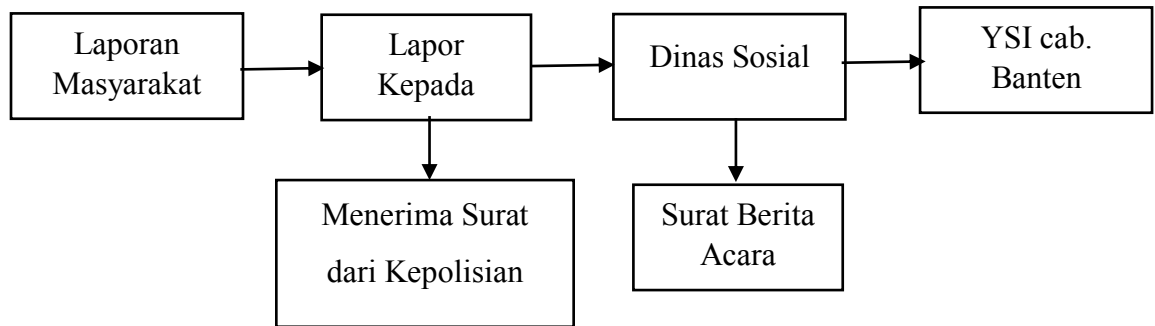 Laporan
Masyarakat
Lapor
Kepada
Dinas Sosial
YSI cab.
Banten
Menerima Surat
dari Kepolisian
Surat Berita
Acara